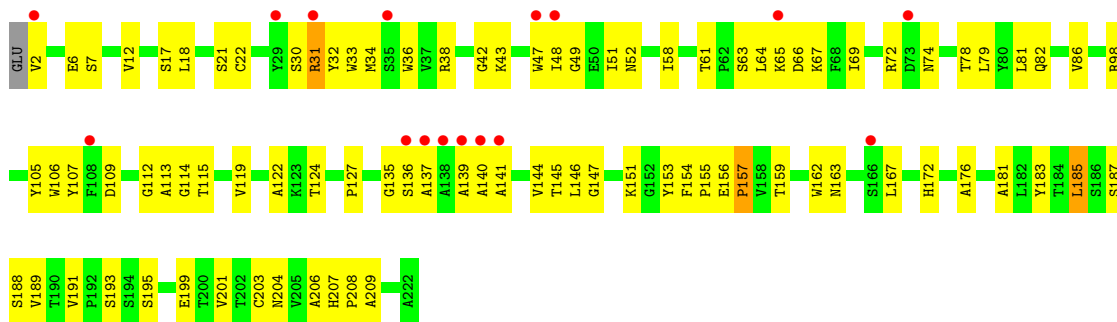 GLU V2 E6 S7 V12 S17 L18 S21 C22 Y29 S30 R31 Y32 W33 M34 S35 W36 V37 R38 G42 K43 W47 I48 G49 E50 I51 N52 I58 T61 P62 S63 L64 K65 D66 K67 F68 I69 R72 D73 N74 T78 L79 Y80 L81 Q82 V86 R98
Y105 W106 Y107 F108 D109 G112 A113 G114 T115 V119 A122 K123 T124 P127 G135 S136 A137 A138 A139 A140 A141 V144 T145 L146 G147 K151 G152 Y153 F154 P155 E156 P157 V158 T159 W162 N163 S166 L167 H172 A176 A181 L182 Y183 T184 L185 S186 S187
S188 V189 T190 V191 P192 S193 S194 S195 E199 T200 V201 T202 C203 N204 V205 A206 H207 P208 A209 A222